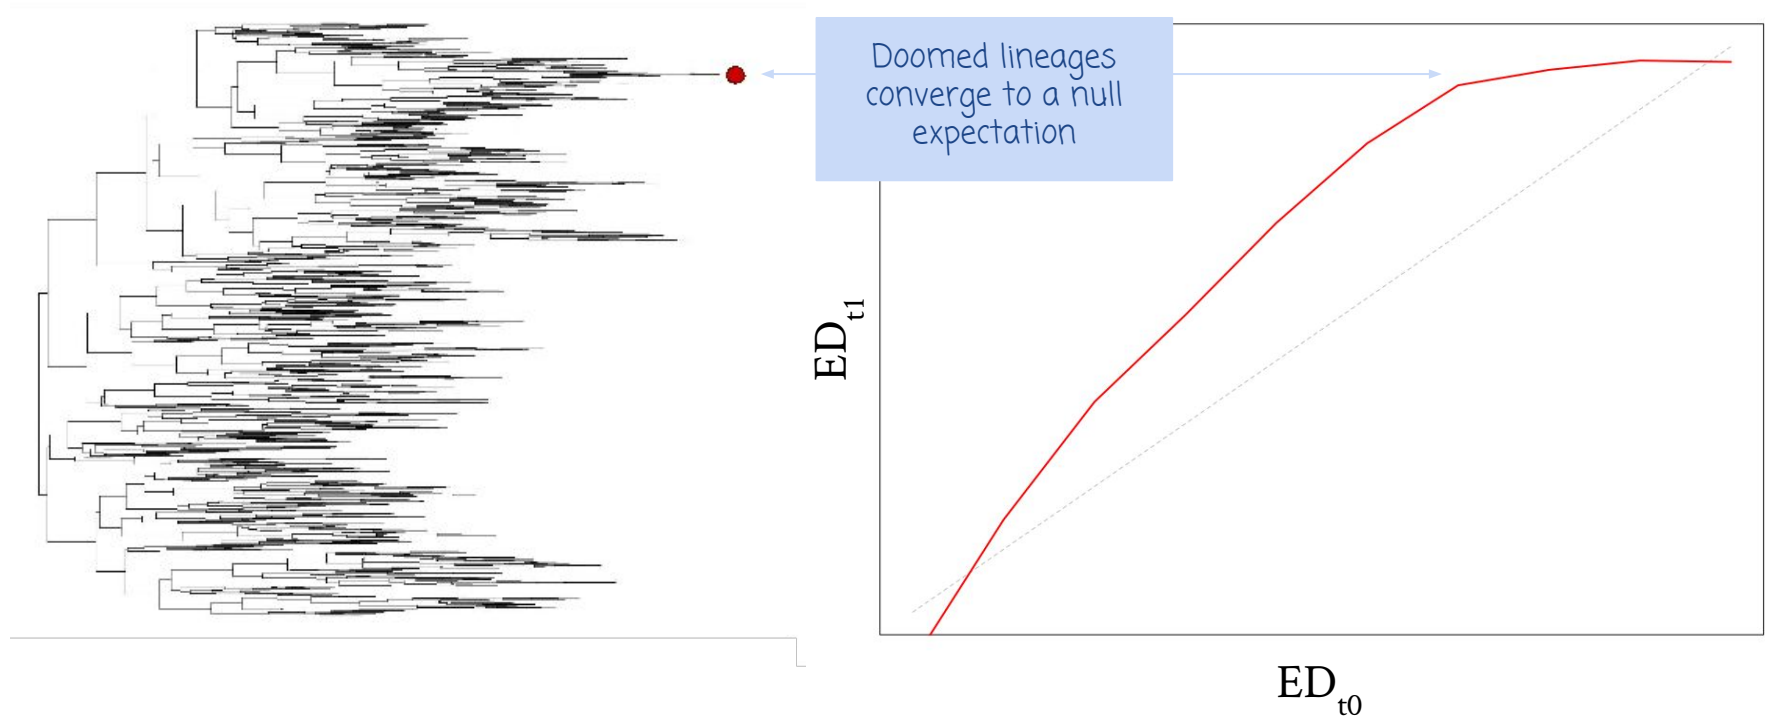 Doomed lineages
converge to a null
expectation
ED_t1
ED_t0